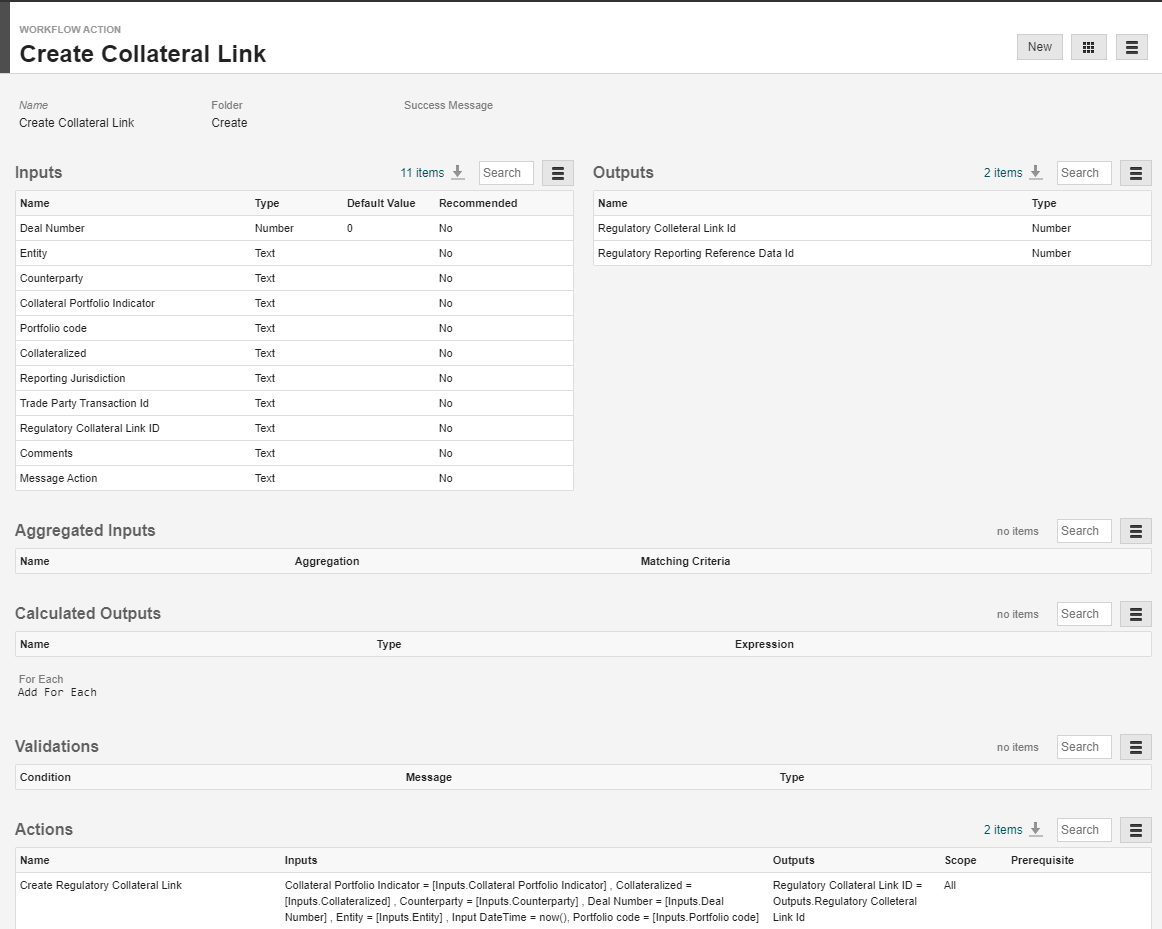 WORKFLOW ACTION
Create Collateral Link
New
Name Folder Success Message
Create Collateral Link Create
Inputs 11 items Search
Name Type Default Value Recommended
Deal Number Number 0 No
Entity Text No
Counterparty Text No
Collateral Portfolio Indicator Text No
Portfolio code Text No
Collateralized Text No
Reporting Jurisdiction Text No
Trade Party Transaction Id Text No
Regulatory Collateral Link ID Text No
Comments Text No
Message Action Text No
Outputs 2 items Search
Name Type
Regulatory Colleteral Link Id Number
Regulatory Reporting Reference Data Id Number
Aggregated Inputs no items Search
Name Aggregation Matching Criteria
Calculated Outputs no items Search
Name Type Expression
For Each
Add For Each
Validations no items Search
Condition Message Type
Actions 2 items Search
Name Inputs Outputs Scope Prerequisite
Create Regulatory Collateral Link Collateral Portfolio Indicator = [Inputs.Collateral Portfolio Indicator] , Collateralized = Regulatory Collateral Link ID = All
[Inputs.Collateralized] , Counterparty = [Inputs.Counterparty] , Deal Number = [Inputs.Deal Outputs.Regulatory Colleteral
Number] , Entity = [Inputs.Entity] , Input DateTime = now(), Portfolio code = [Inputs.Portfolio code] Link Id